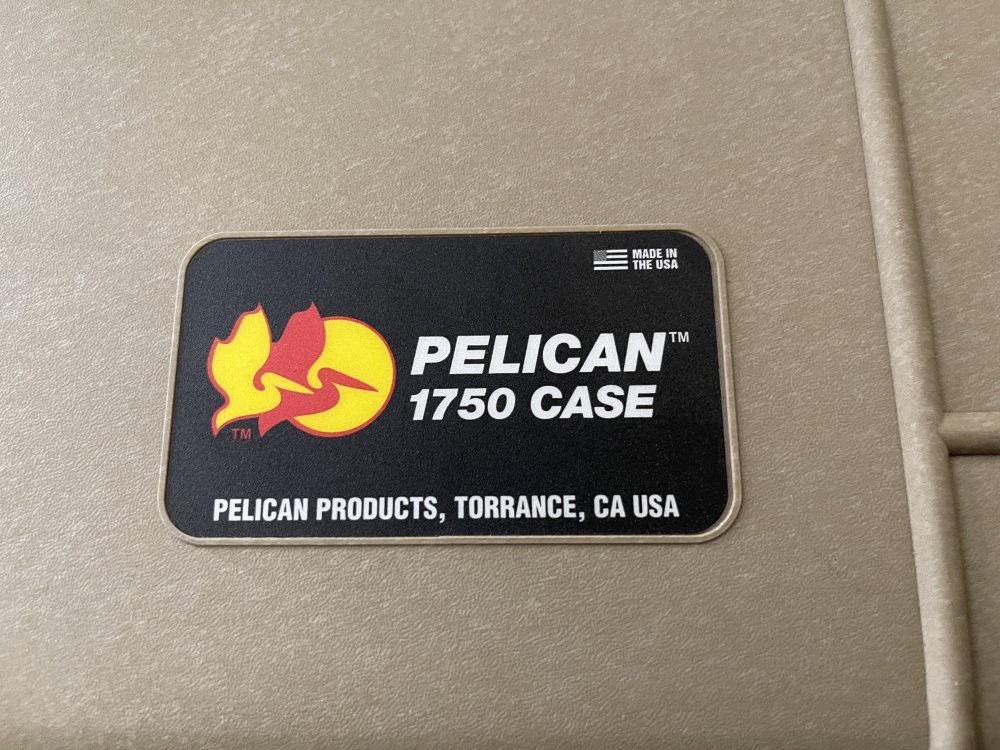 MADE IN
THE USA
PELICAN™
1750 CASE
TM
PELICAN PRODUCTS, TORRANCE, CA USA